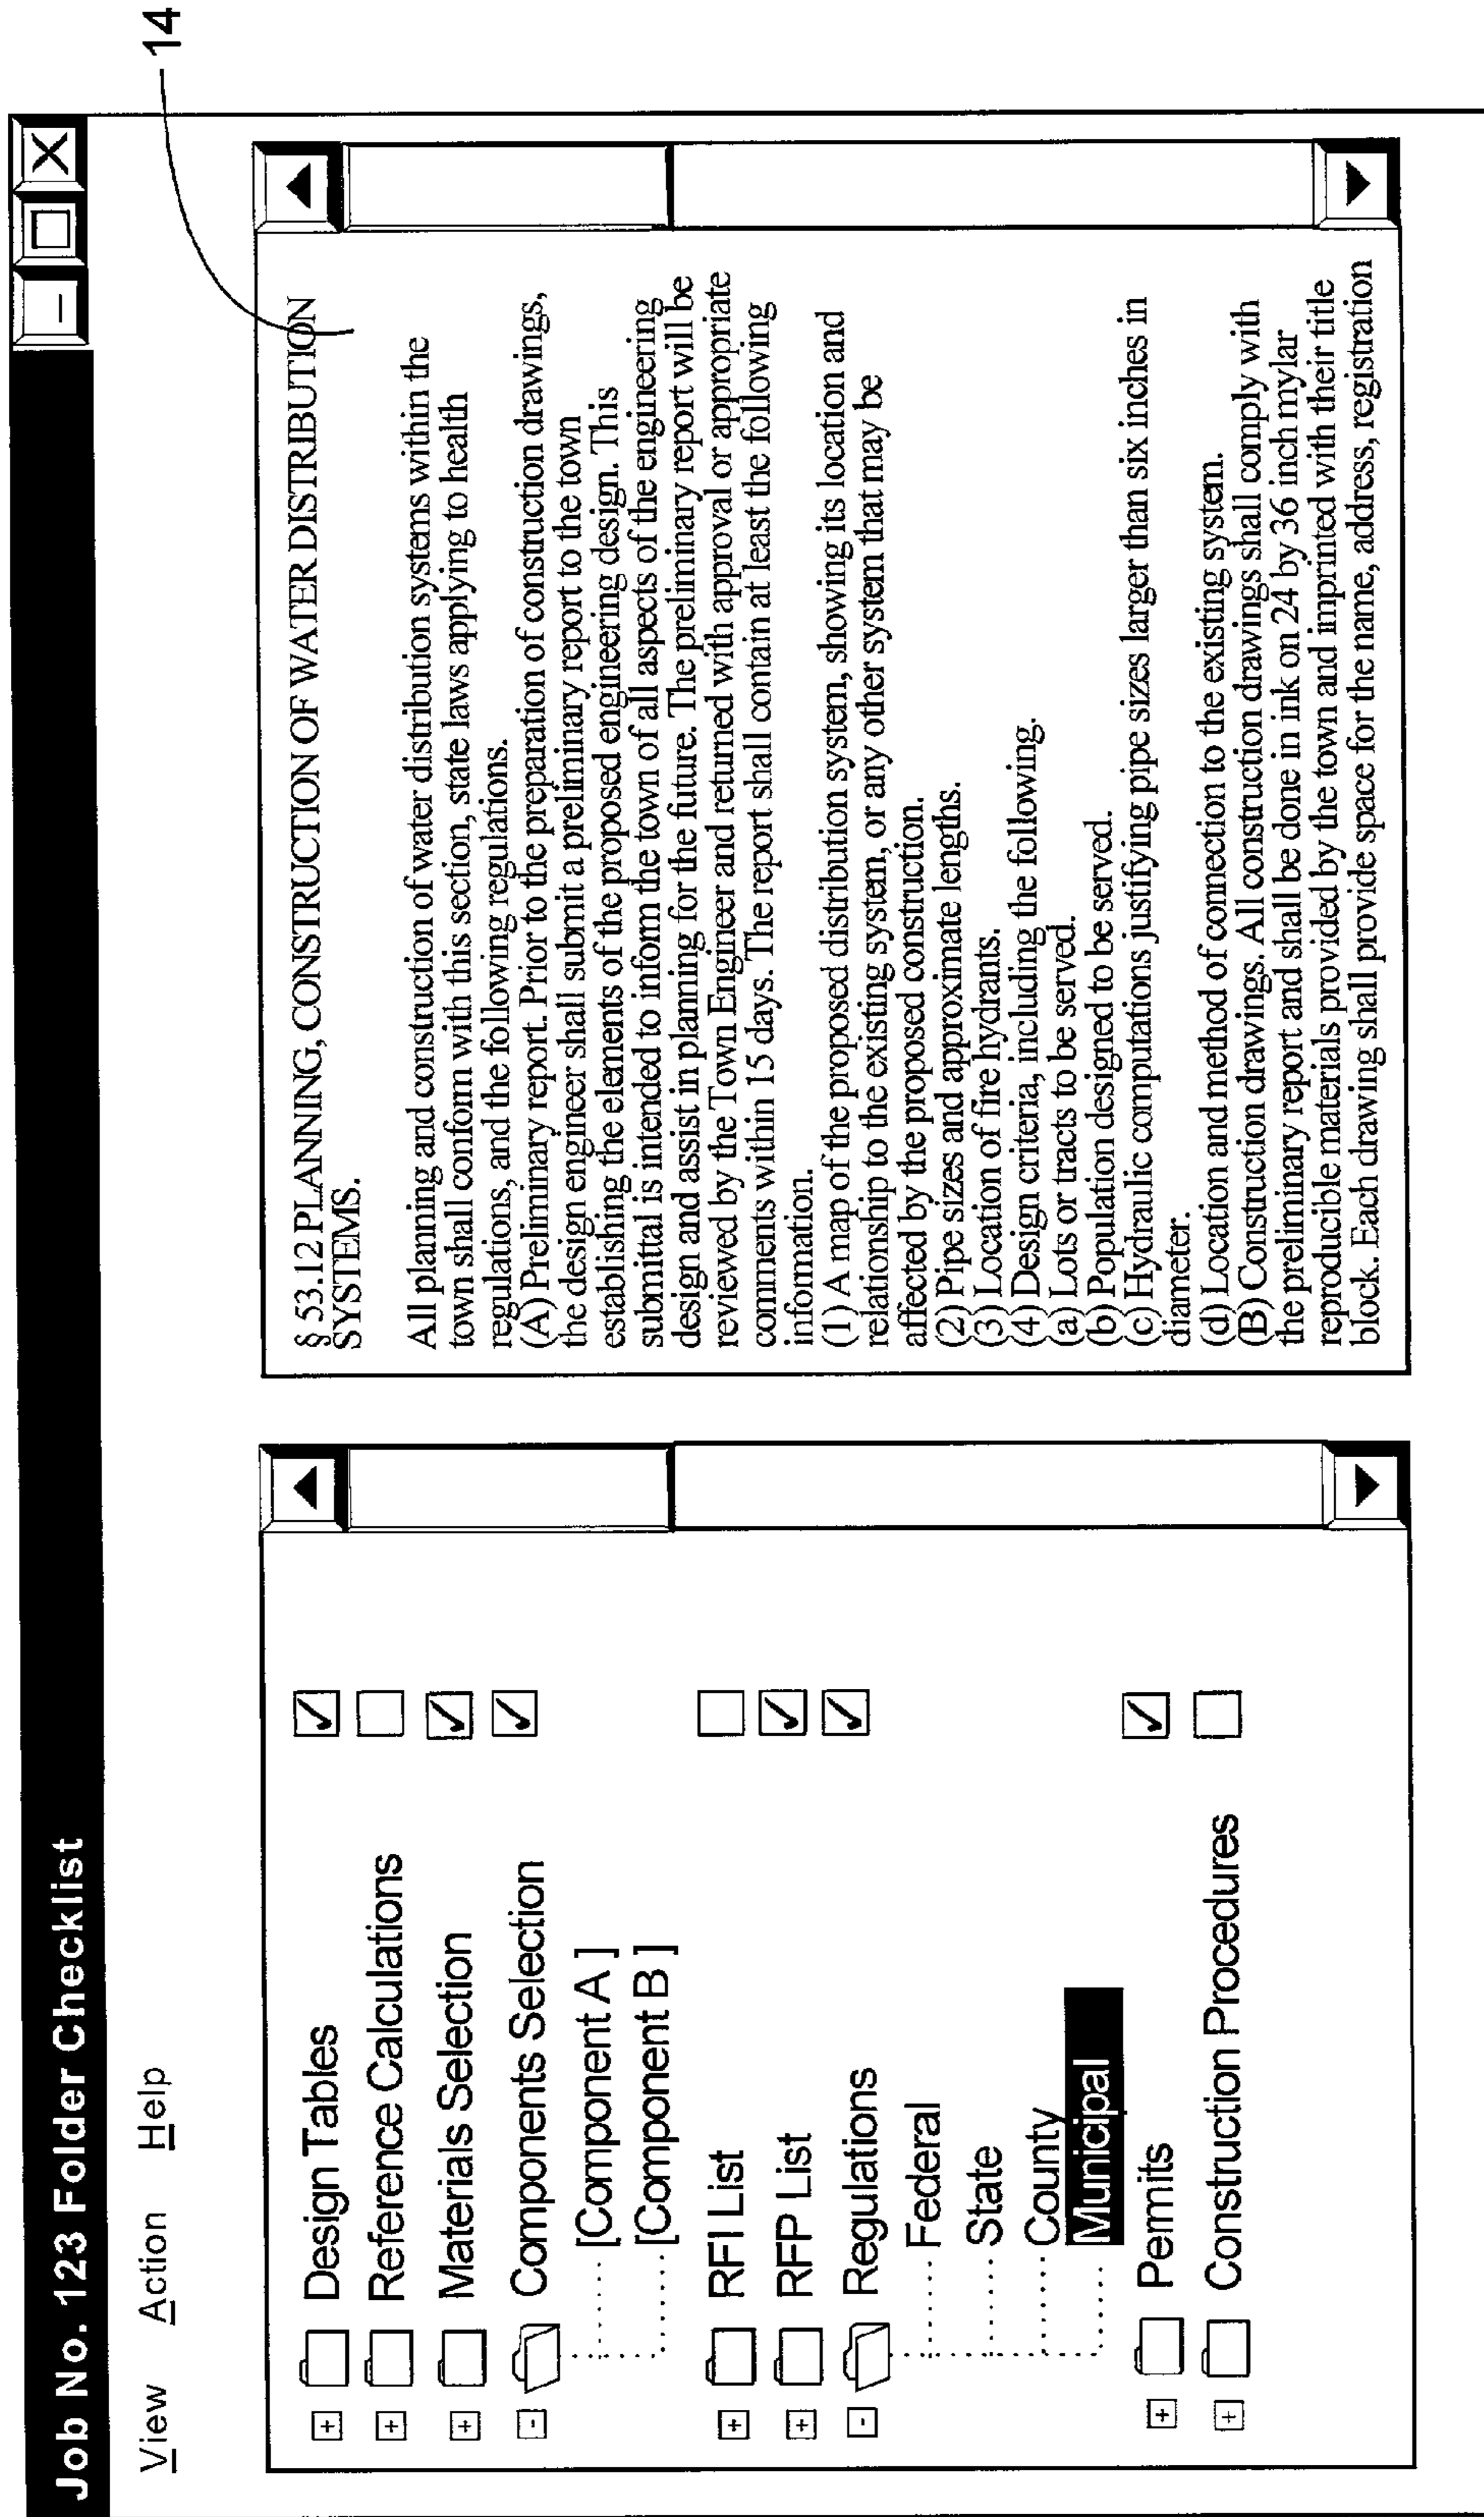 Job No. 123 Folder Checklist
View Action Help
Design Tables
Reference Calculations
Materials Selection
Components Selection
[Component A ]
[Component B ]
RFI List
RFP List
Regulations
Federal
State
County
Municipal
Permits
Construction Procedures
§ 53.12 PLANNING, CONSTRUCTION OF WATER DISTRIBUTION
SYSTEMS.
All planning and construction of water distribution systems within the
town shall conform with this section, state laws applying to health
regulations, and the following regulations.
(A) Preliminary report. Prior to the preparation of construction drawings,
the design engineer shall submit a preliminary report to the town
establishing the elements of the proposed engineering design. This
submittal is intended to inform the town of all aspects of the engineering
design and assist in planning for the future. The preliminary report will be
reviewed by the Town Engineer and returned with approval or appropriate
comments within 15 days. The report shall contain at least the following
information.
(1) A map of the proposed distribution system, showing its location and
relationship to the existing system, or any other system that may be
affected by the proposed construction.
(2) Pipe sizes and approximate lengths.
(3) Location of fire hydrants.
(4) Design criteria, including the following.
(a) Lots or tracts to be served.
(b) Population designed to be served.
(c) Hydraulic computations justifying pipe sizes larger than six inches in
diameter.
(d) Location and method of connection to the existing system.
(B) Construction drawings. All construction drawings shall comply with
the preliminary report and shall be done in ink on 24 by 36 inch mylar
reproducible materials provided by the town and imprinted with their title
block. Each drawing shall provide space for the name, address, registration
14